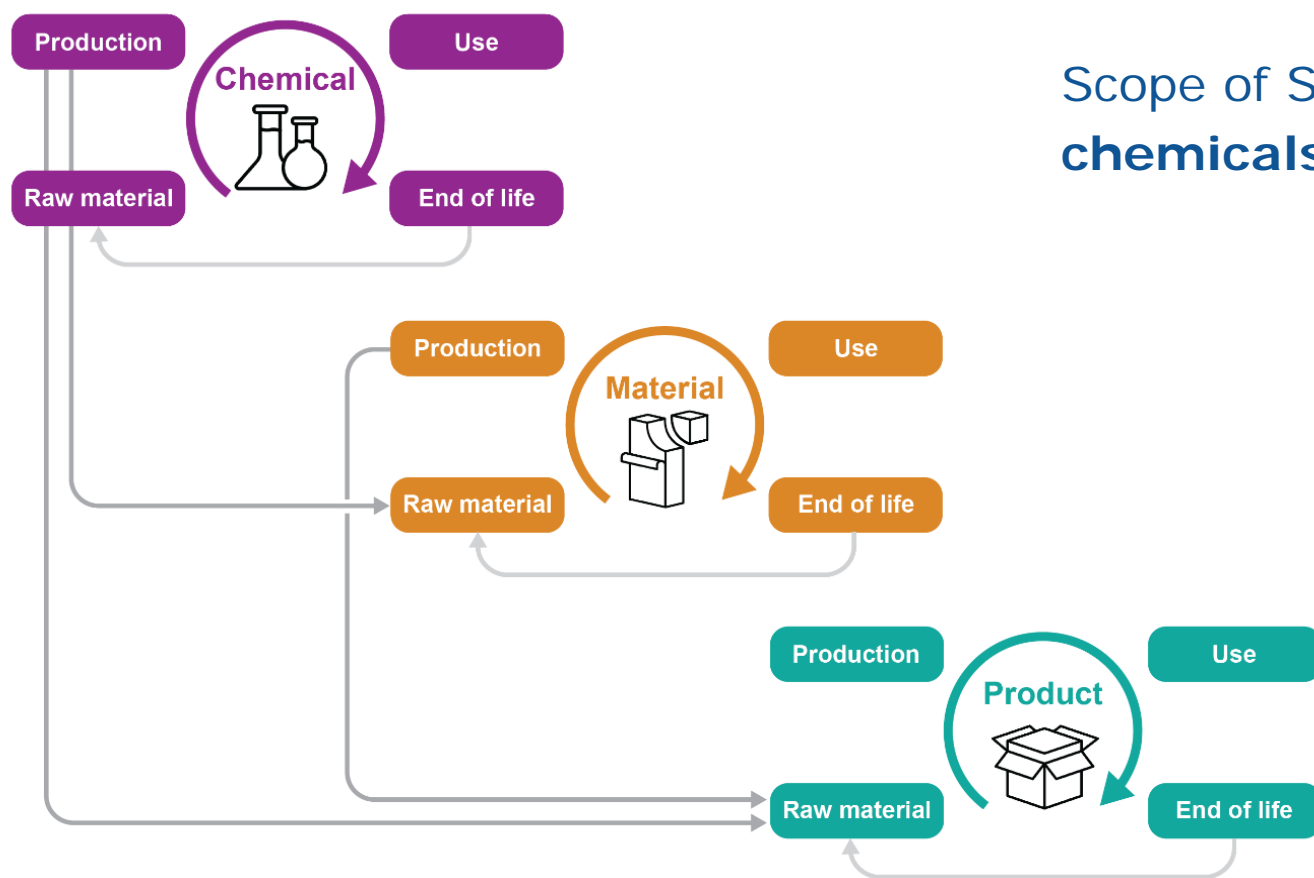 Production
Use
Chemical
Raw material
End of life
Scope of S
chemicals
Production
Use
Material
Raw material
End of life
Production
Use
Product
Raw material
End of life